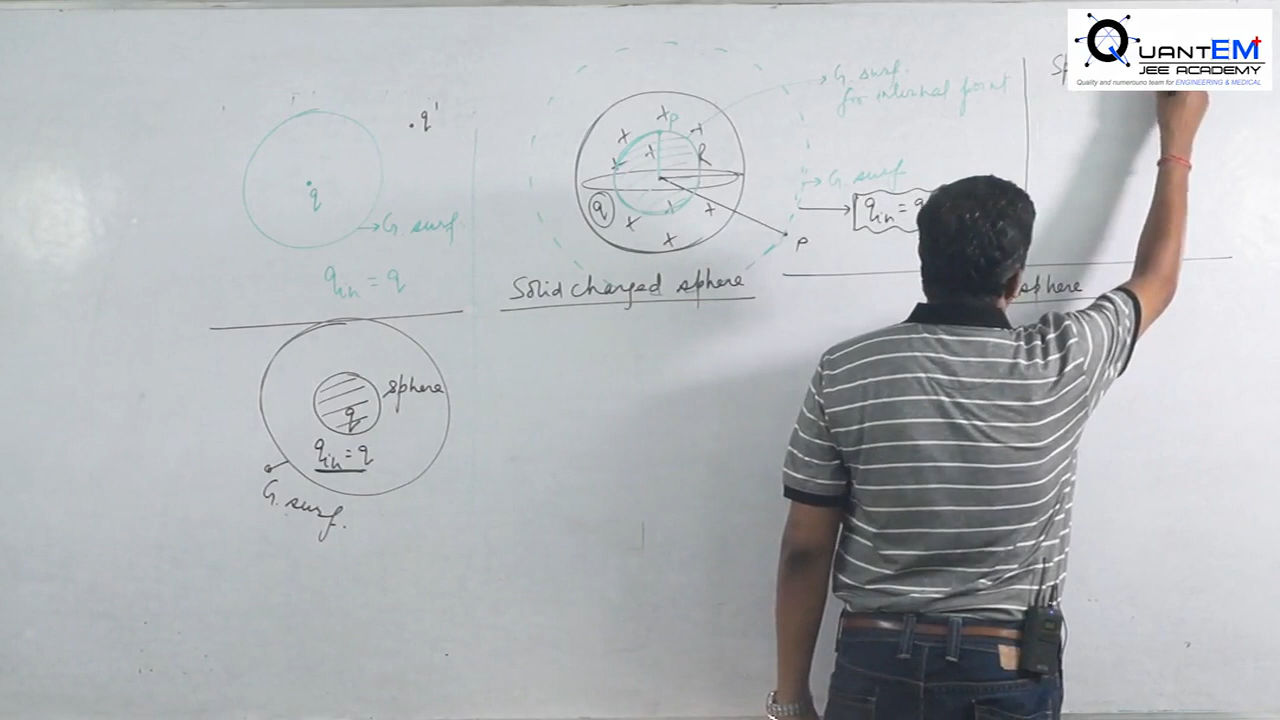 QUANTEM+
JEE ACADEMY
Quality and numerouno team for ENGINEERING & MEDICAL
G. surf.
for internal point
.q'
q
G. surf
q_in = q
P
R
q
G. surf.
q_in = q
P
Solid charged sphere
sphere
sphere
q
q_in = q
G. surf.